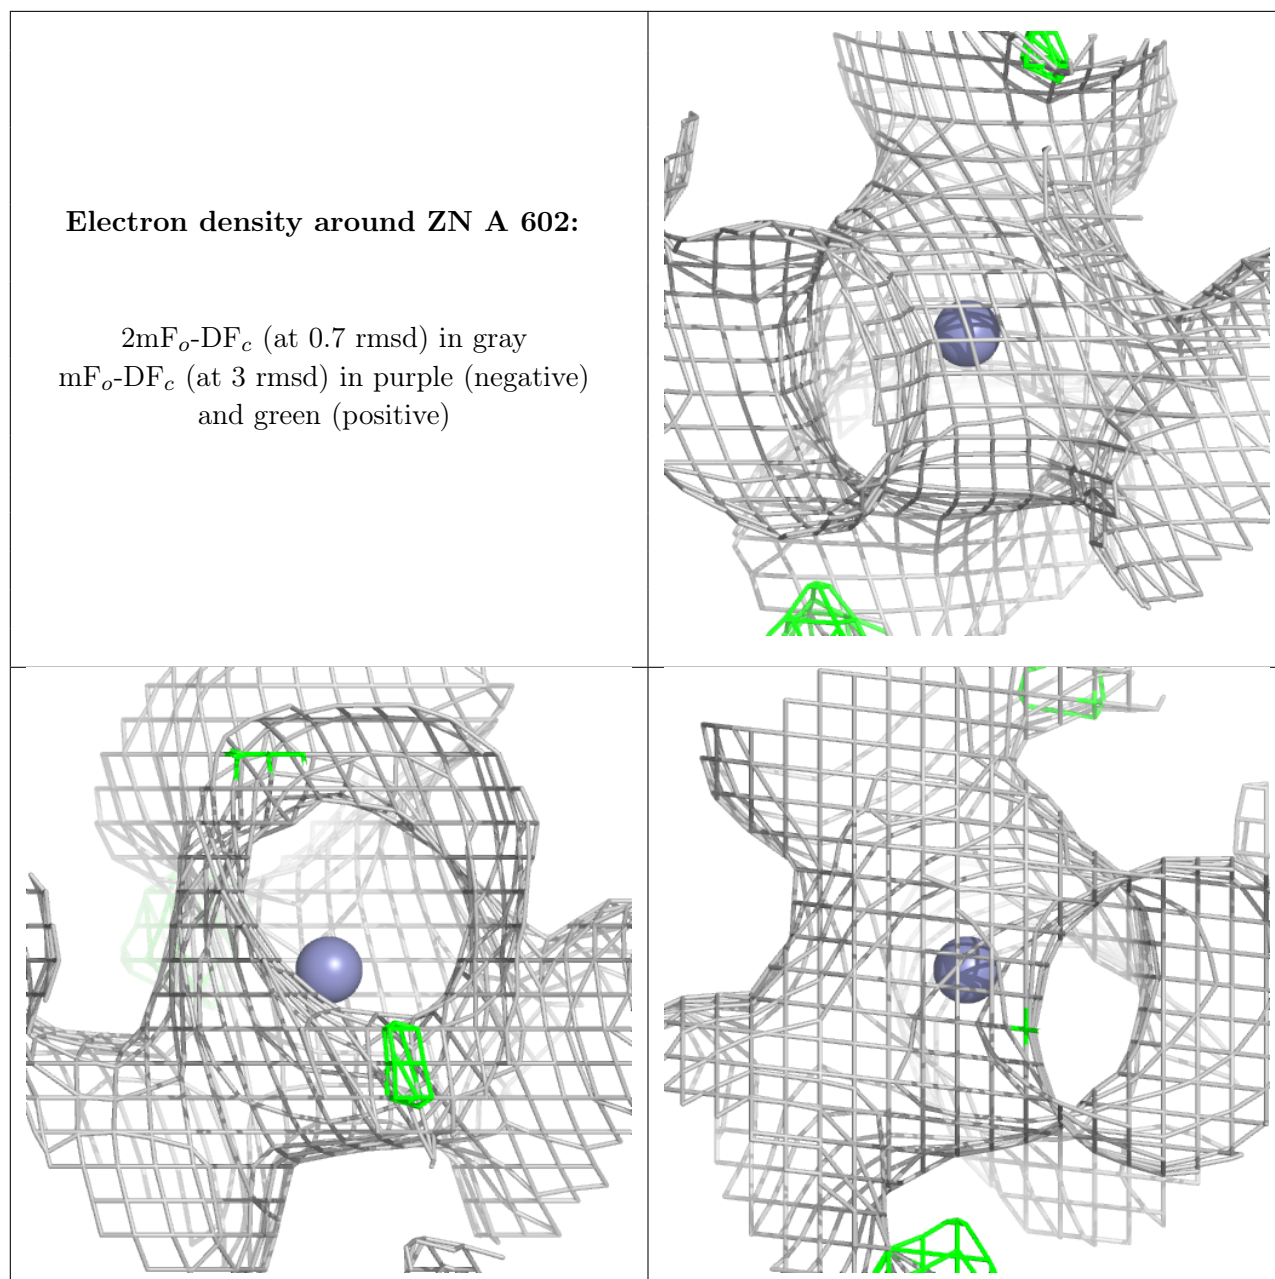 Electron density around ZN A 602:
2mFo-DFc (at 0.7 rmsd) in gray
mFo-DFc (at 3 rmsd) in purple (negative)
and green (positive)